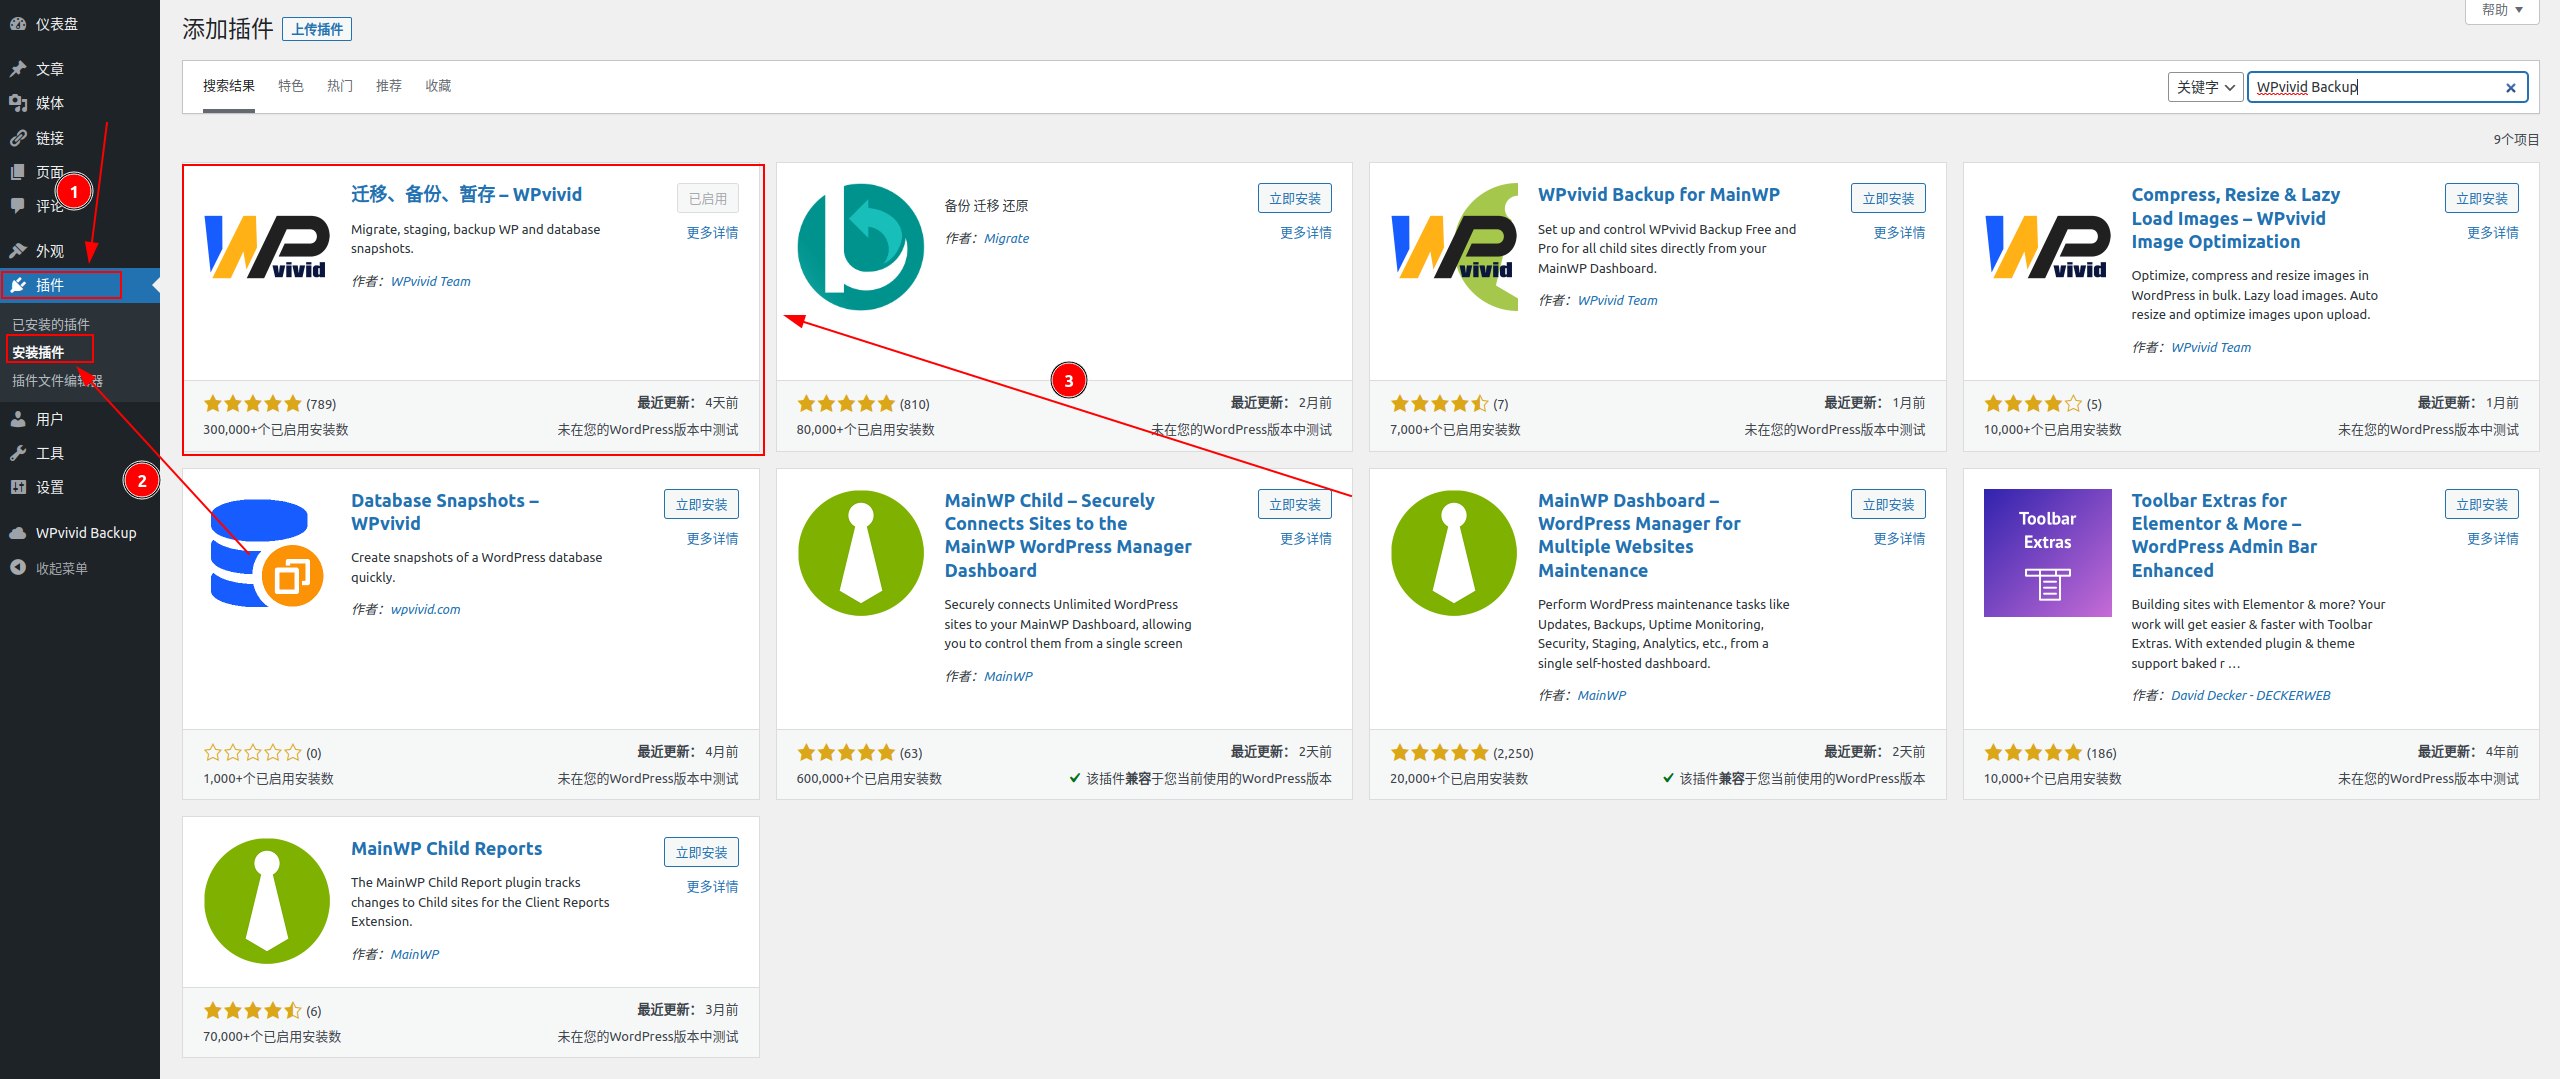 仪表盘
文章
媒体
链接
页面
评论
外观
插件
已安装的插件
安装插件
插件文件编辑器
用户
工具
设置
WPvivid Backup
收起菜单
1
2
3
添加插件 上传插件
帮助
搜索结果 特色 热门 推荐 收藏
关键字 WPvivid Backup
9个项目
WP vivid
迁移、备份、暂存 – WPvivid
已启用
更多详情
Migrate, staging, backup WP and database
snapshots.
作者：WPvivid Team
(789)
最近更新： 4天前
300,000+个已启用安装数
未在您的WordPress版本中测试
备份 迁移 还原
立即安装
更多详情
作者：Migrate
(810)
最近更新： 2月前
80,000+个已启用安装数
未在您的WordPress版本中测试
WP vivid
WPvivid Backup for MainWP
立即安装
更多详情
Set up and control WPvivid Backup Free and
Pro for all child sites directly from your
MainWP Dashboard.
作者：WPvivid Team
(7)
最近更新： 1月前
7,000+个已启用安装数
未在您的WordPress版本中测试
WP vivid
Compress, Resize & Lazy
Load Images – WPvivid
Image Optimization
立即安装
更多详情
Optimize, compress and resize images in
WordPress in bulk. Lazy load images. Auto
resize and optimize images upon upload.
作者：WPvivid Team
(5)
最近更新： 1月前
10,000+个已启用安装数
未在您的WordPress版本中测试
Database Snapshots –
WPvivid
立即安装
更多详情
Create snapshots of a WordPress database
quickly.
作者：wpvivid.com
(0)
最近更新： 4月前
1,000+个已启用安装数
未在您的WordPress版本中测试
MainWP Child – Securely
Connects Sites to the
MainWP WordPress Manager
Dashboard
立即安装
更多详情
Securely connects Unlimited WordPress
sites to your MainWP Dashboard, allowing
you to control them from a single screen
作者：MainWP
(63)
最近更新： 2天前
600,000+个已启用安装数
该插件兼容于您当前使用的WordPress版本
MainWP Dashboard –
WordPress Manager for
Multiple Websites
Maintenance
立即安装
更多详情
Perform WordPress maintenance tasks like
Updates, Backups, Uptime Monitoring,
Security, Staging, Analytics, etc., from a
single self-hosted dashboard.
作者：MainWP
(2,250)
最近更新： 2天前
20,000+个已启用安装数
该插件兼容于您当前使用的WordPress版本
Toolbar
Extras
Toolbar Extras for
Elementor & More –
WordPress Admin Bar
Enhanced
立即安装
更多详情
Building sites with Elementor & more? Your
work will get easier & faster with Toolbar
Extras. With extended plugin & theme
support baked r …
作者：David Decker - DECKERWEB
(186)
最近更新： 4年前
10,000+个已启用安装数
未在您的WordPress版本中测试
MainWP Child Reports
立即安装
更多详情
The MainWP Child Report plugin tracks
changes to Child sites for the Client Reports
Extension.
作者：MainWP
(6)
最近更新： 3月前
70,000+个已启用安装数
未在您的WordPress版本中测试